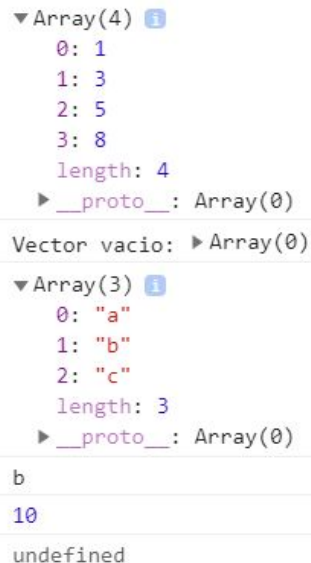 ▼Array(4) i
0: 1
1: 3
2: 5
3: 8
length: 4
▶__proto__: Array(0)
Vector vacio: ▶Array(0)
▼Array(3) i
0: "a"
1: "b"
2: "c"
length: 3
▶__proto__: Array(0)
b
10
undefined